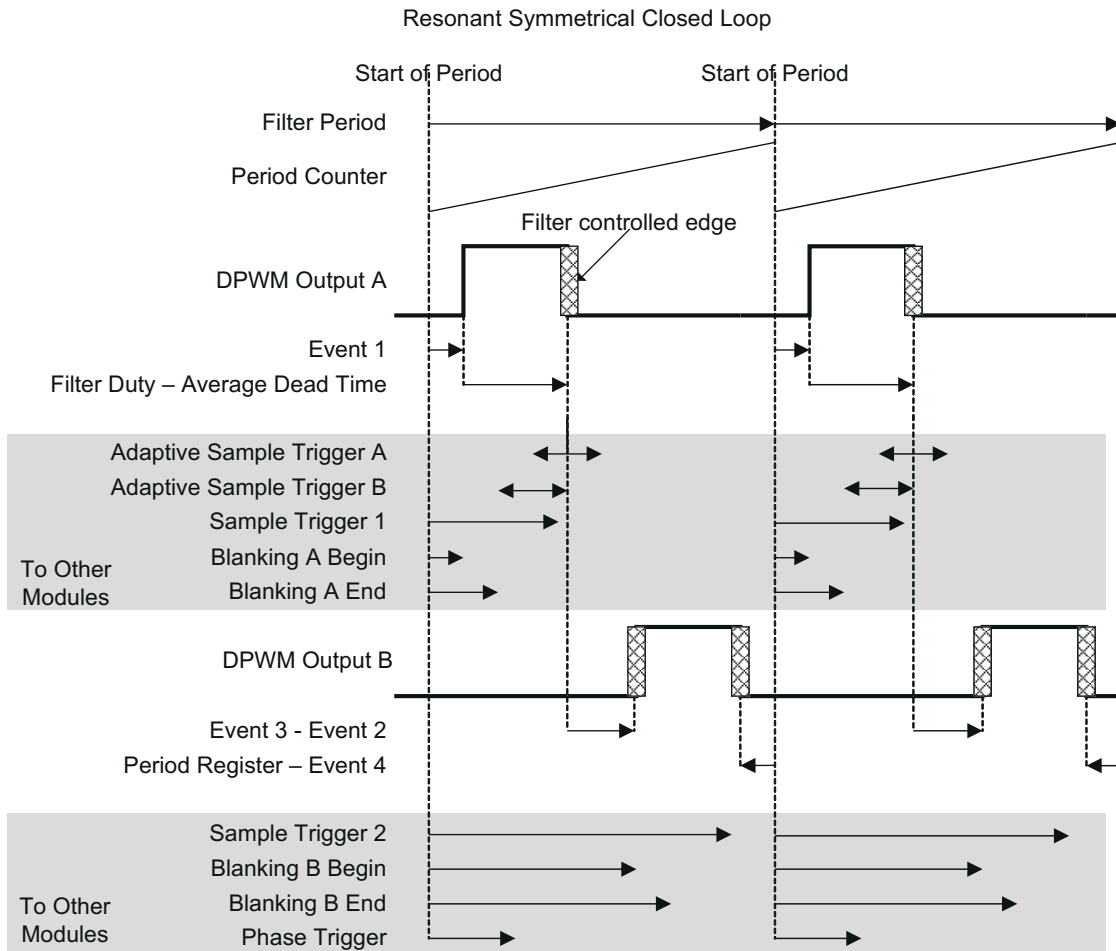 Resonant Symmetrical Closed Loop
Start of Period
Start of Period
Filter Period
Period Counter
Filter controlled edge
DPWM Output A
Event 1
Filter Duty – Average Dead Time
Adaptive Sample Trigger A
Adaptive Sample Trigger B
Sample Trigger 1
Blanking A Begin
Blanking A End
To Other
Modules
DPWM Output B
Event 3 - Event 2
Period Register – Event 4
Sample Trigger 2
Blanking B Begin
Blanking B End
Phase Trigger
To Other
Modules